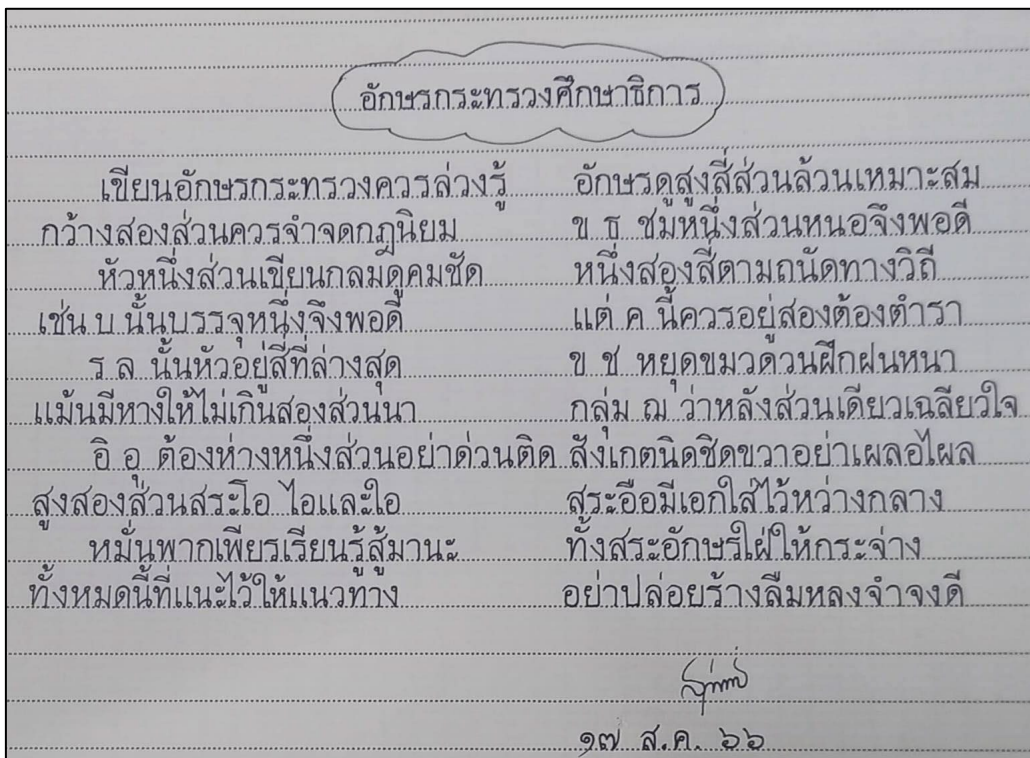 อักษรกระทรวงศึกษาธิการ
เขียนอักษรกระทรวงควรล่วงรู้ อักษรดูสูงสี่ส่วนล้วนเหมาะสม
กว้างสองส่วนควรจำจดกฎนิยม ข ธ ชมหนึ่งส่วนหนอจึงพอดี
หัวหนึ่งส่วนเขียนกลมดูคมชัด หนึ่งสองสี่ตามถนัดทางวิถี
เช่น บ นั้นบรรจุหนึ่งจึงพอดี แต่ ค นี้ควรอยู่สองต้องตำรา
ร ล นั้นหัวอยู่สี่ที่ล่างสุด ข ช หยุดขมวดวนฝึกฝนหนา
แม้นมีหางให้ไม่เกินสองส่วนนา กลุ่ม ฌ ว่าหลังส่วนเดียวเฉลียวใจ
อิ อุ ต้องห่างหนึ่งส่วนอย่าด่วนติด สังเกตนิดชิดขวาอย่าเผลอไผล
สูงสองส่วนสระโอ ไอและใอ สระอือมีเอกใส่ไว้หว่างกลาง
หมั่นพากเพียรเรียนรู้สู้มานะ ทั้งสระอักษรใฝ่ให้กระจ่าง
ทั้งหมดนี้ที่แนะไว้ให้แนวทาง อย่าปล่อยร้างลืมหลงจำจงดี
๑๗ ส.ค. ๖๖